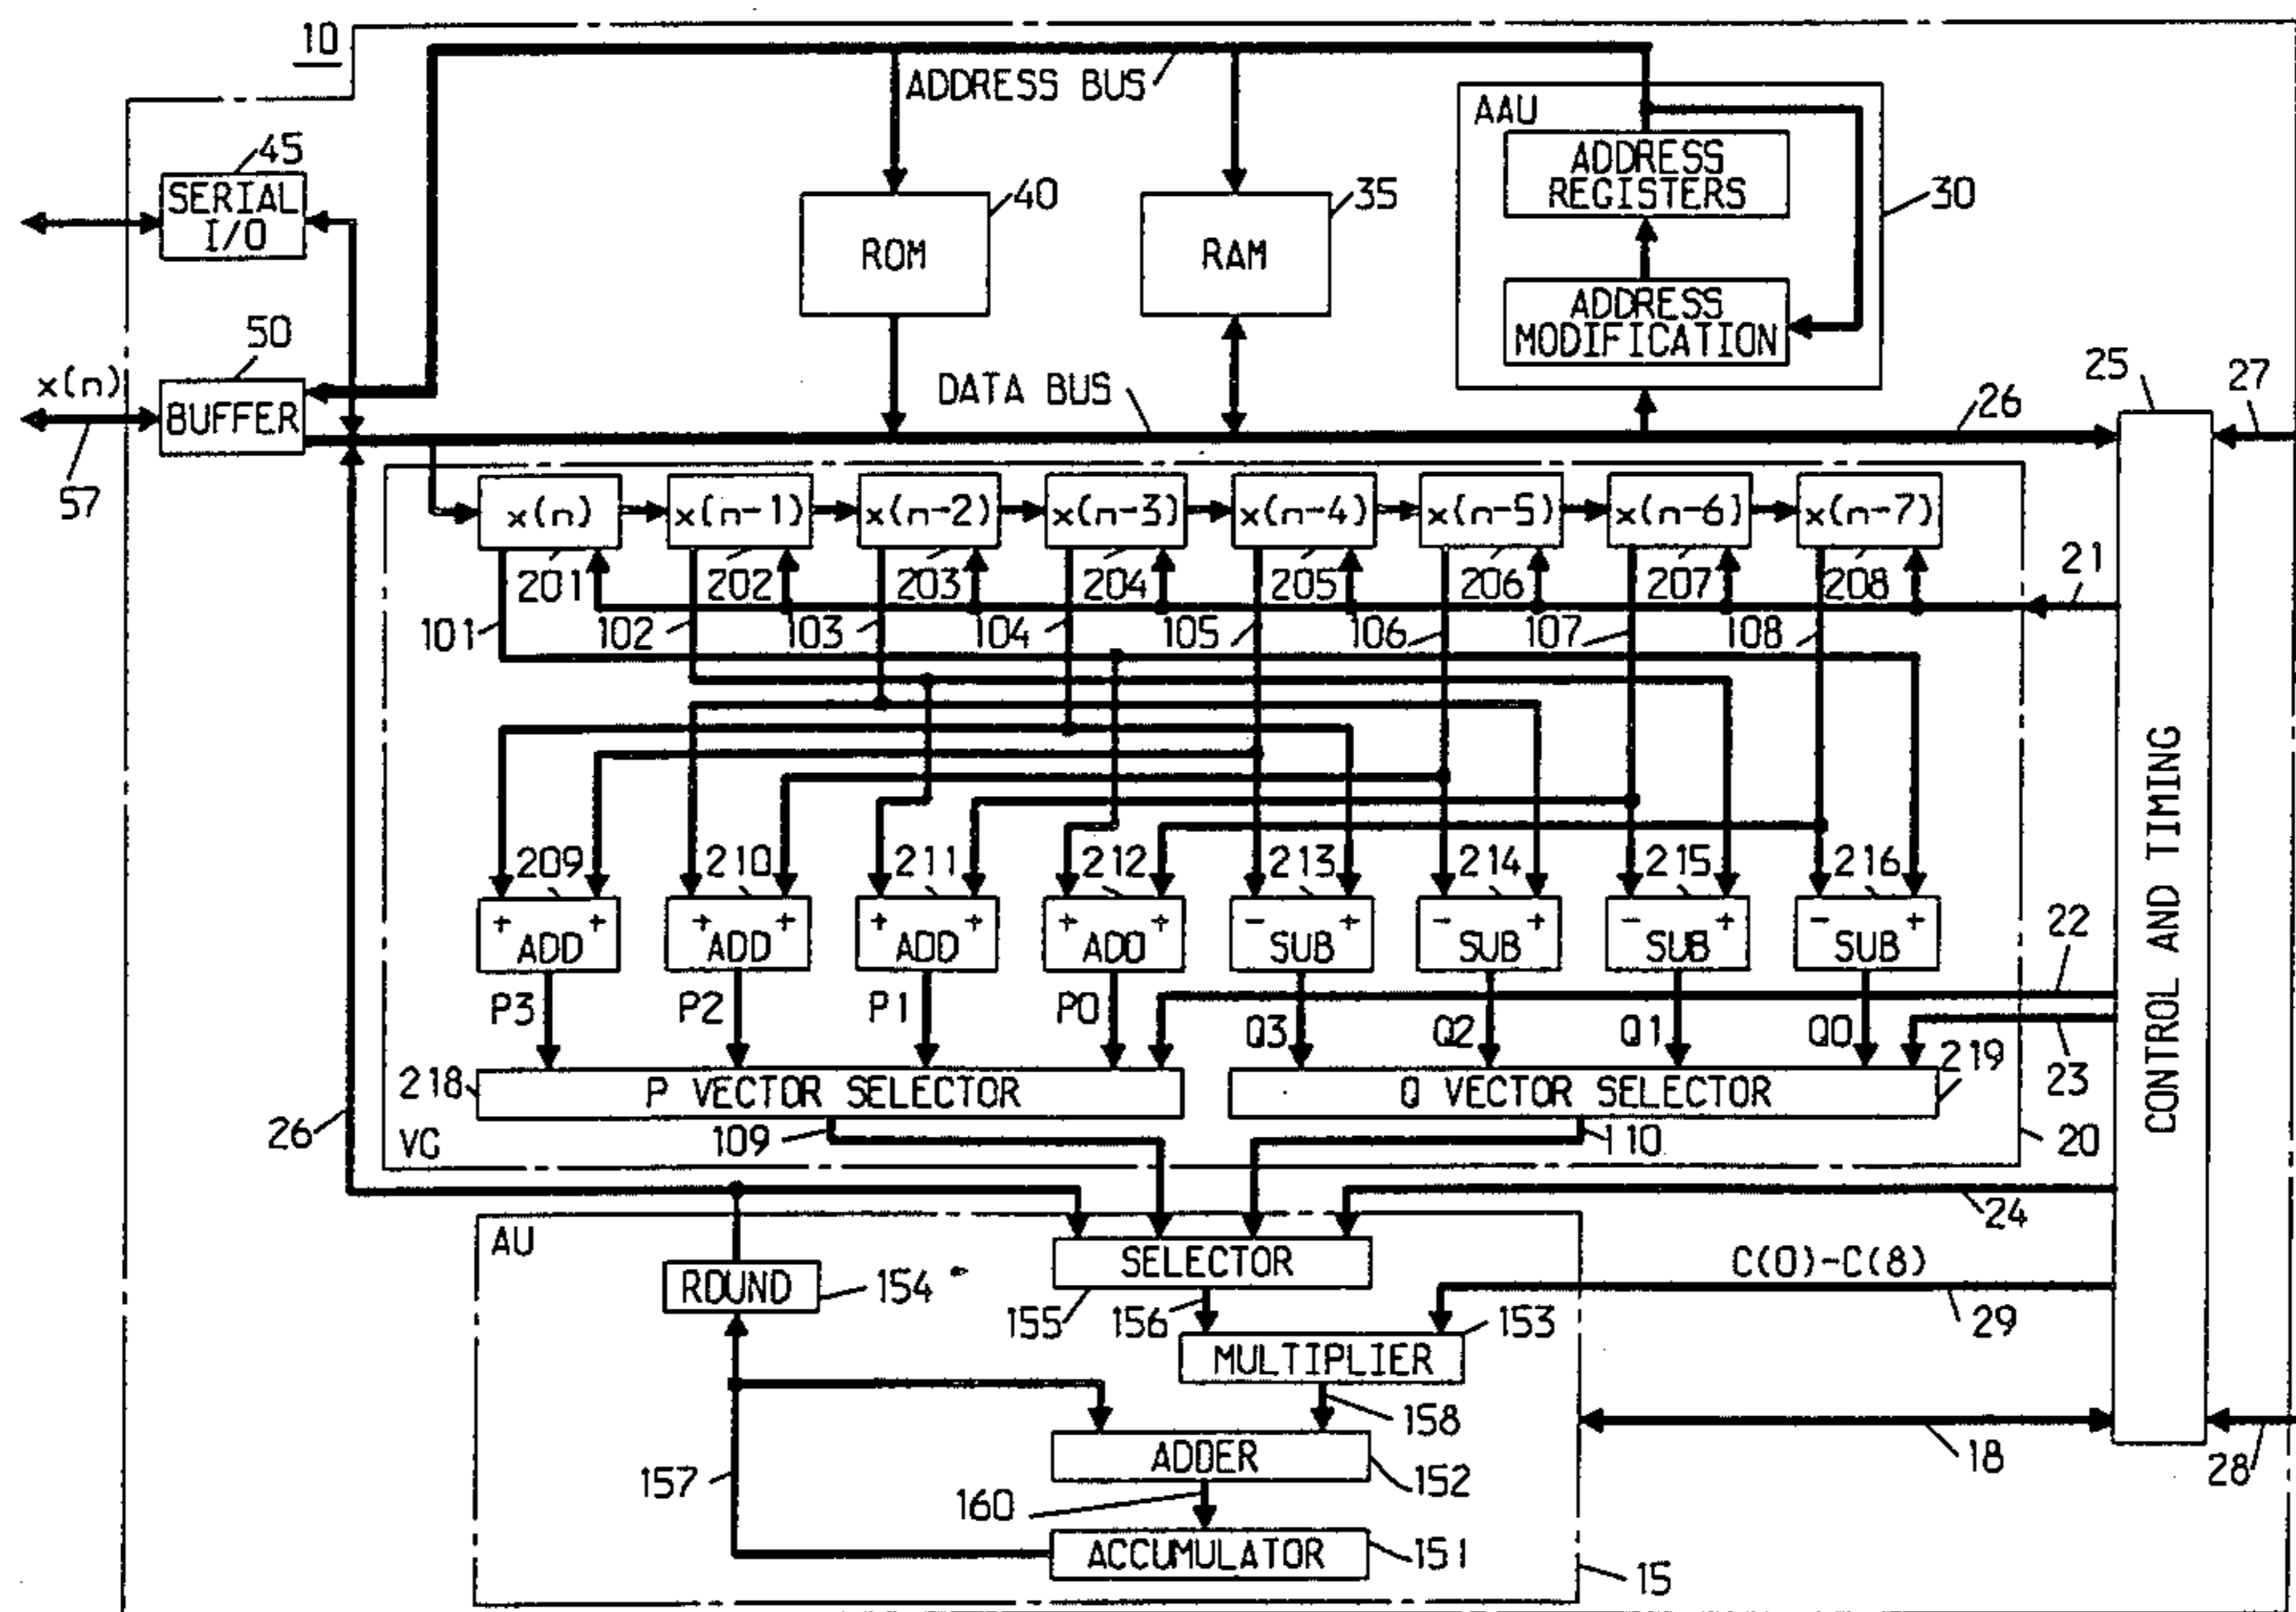 10
ADDRESS BUS
AAU
ADDRESS
REGISTERS
45
SERIAL
I/O
40
35
30
ROM
RAM
ADDRESS
MODIFICATION
50
x(n)
BUFFER
57
DATA BUS
26
25
27
x(n)
x(n-1)
x(n-2)
x(n-3)
x(n-4)
x(n-5)
x(n-6)
x(n-7)
201
202
203
204
205
206
207
208
21
101
102
103
104
105
106
107
108
CONTROL AND TIMING
209
210
211
212
213
214
215
216
+ ADD +
+ ADD +
+ ADD +
+ ADD +
- SUB +
- SUB +
- SUB +
- SUB +
22
P3
P2
P1
P0
Q3
Q2
Q1
Q0
23
218
P VECTOR SELECTOR
Q VECTOR SELECTOR
219
26
VG
109
110
20
24
AU
SELECTOR
C(0)-C(8)
ROUND
154
155
156
153
29
MULTIPLIER
158
157
ADDER
152
18
28
160
ACCUMULATOR
151
15